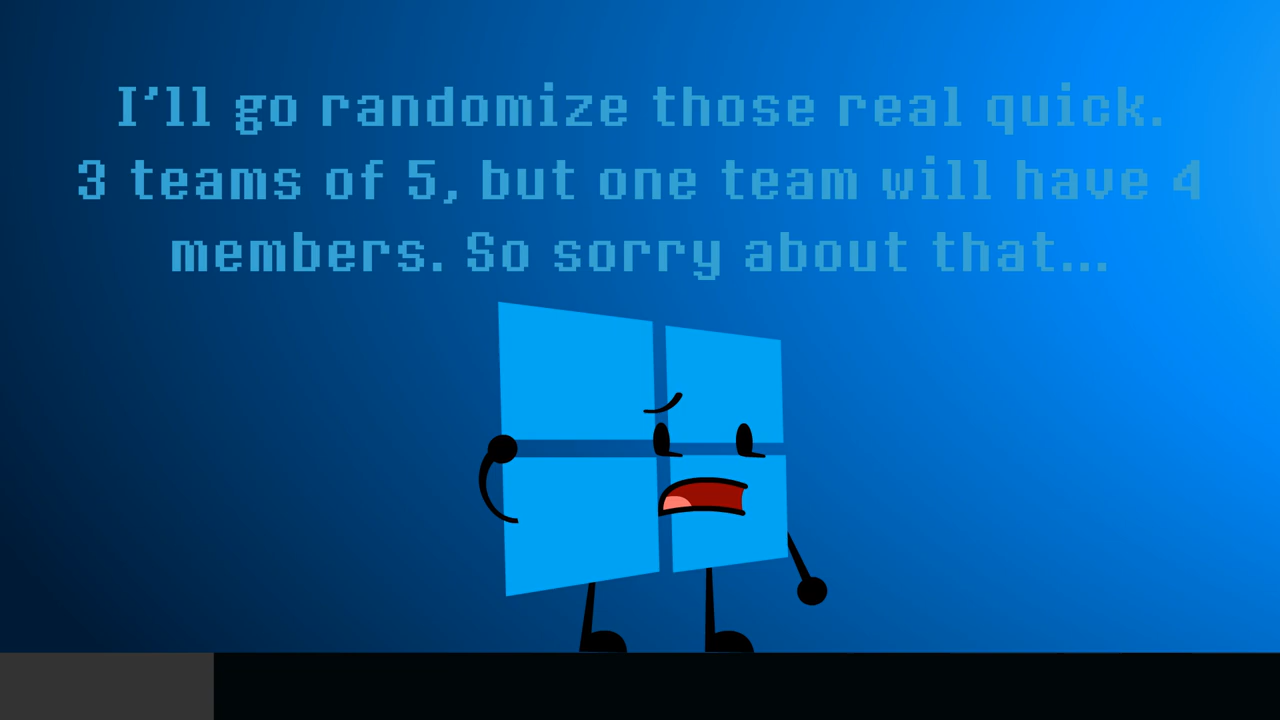 I'll go randomize those real quick.
3 teams of 5, but one team will have 4
members. So sorry about that...